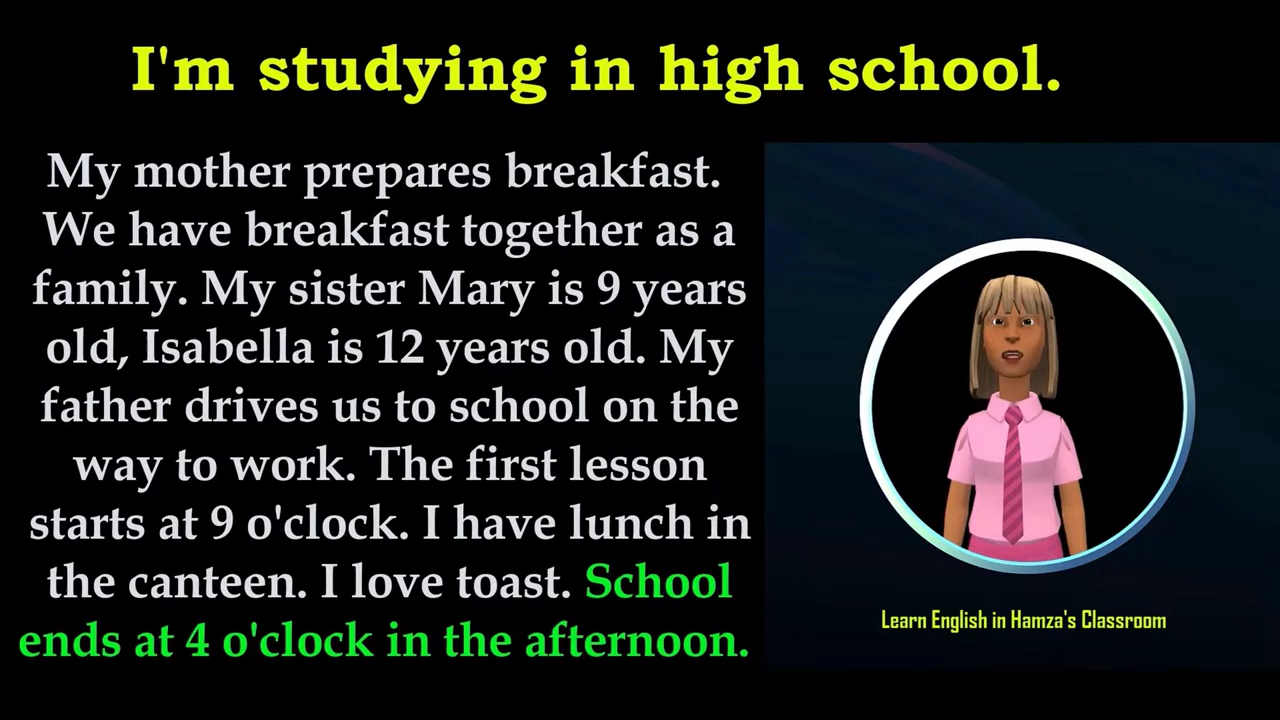 I'm studying in high school.
My mother prepares breakfast.
We have breakfast together as a
family. My sister Mary is 9 years
old, Isabella is 12 years old. My
father drives us to school on the
way to work. The first lesson
starts at 9 o'clock. I have lunch in
the canteen. I love toast. School
ends at 4 o'clock in the afternoon.
Learn English in Hamza's Classroom